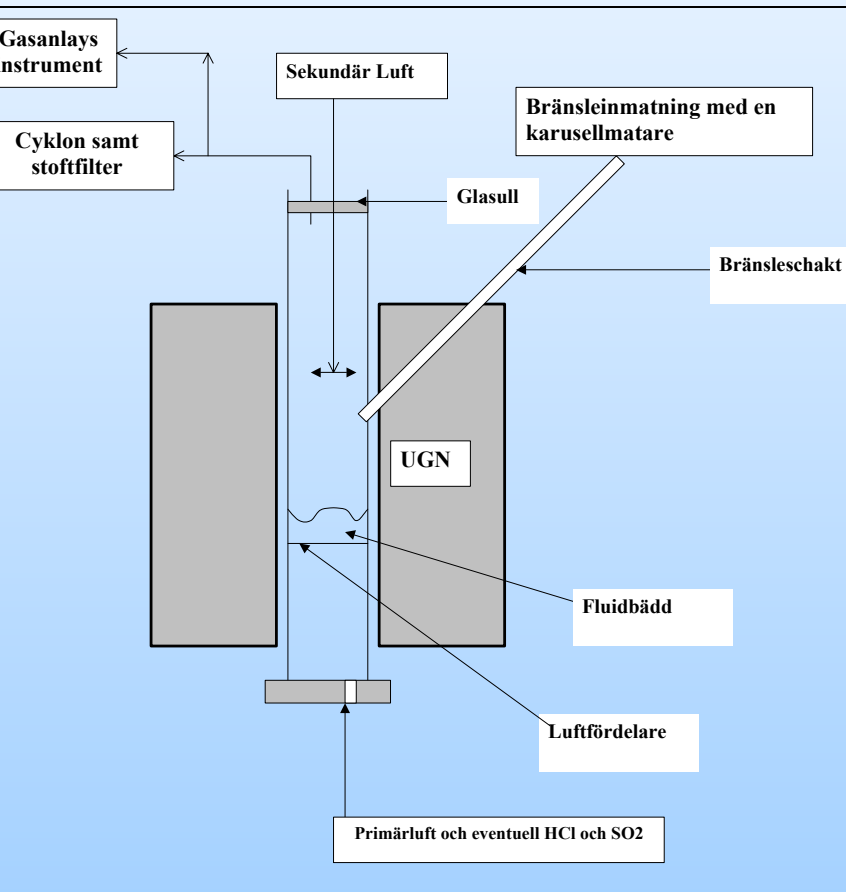 Gasanlays
instrument
Sekundär Luft
Bränsleinmatning med en
karusellmatare
Cyklon samt
stoftfilter
Glasull
Bränsleschakt
UGN
Fluidbädd
Luftfördelare
Primärluft och eventuell HCl och SO2